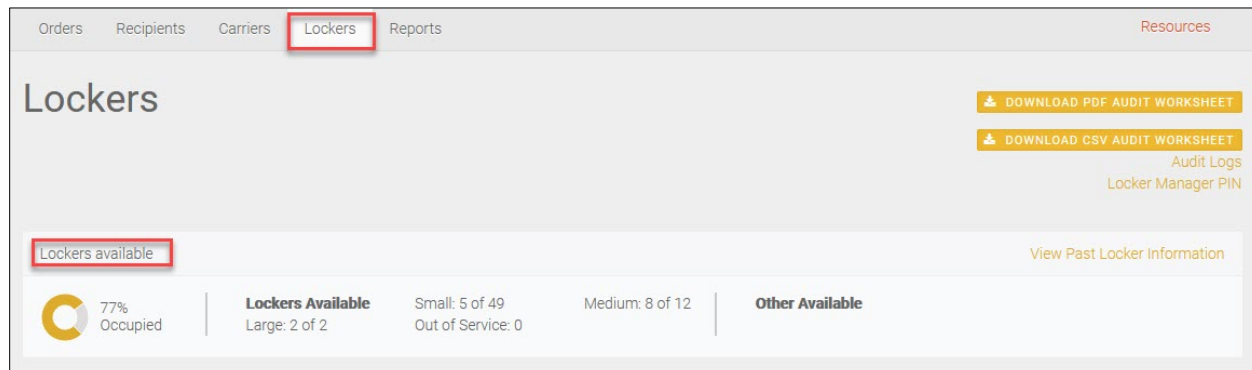 Orders Recipients Carriers Lockers Reports Resources
Lockers
DOWNLOAD PDF AUDIT WORKSHEET
DOWNLOAD CSV AUDIT WORKSHEET
Audit Logs
Locker Manager PIN
Lockers available View Past Locker Information
77%
Occupied
Lockers Available Small: 5 of 49 Medium: 8 of 12 Other Available
Large: 2 of 2 Out of Service: 0